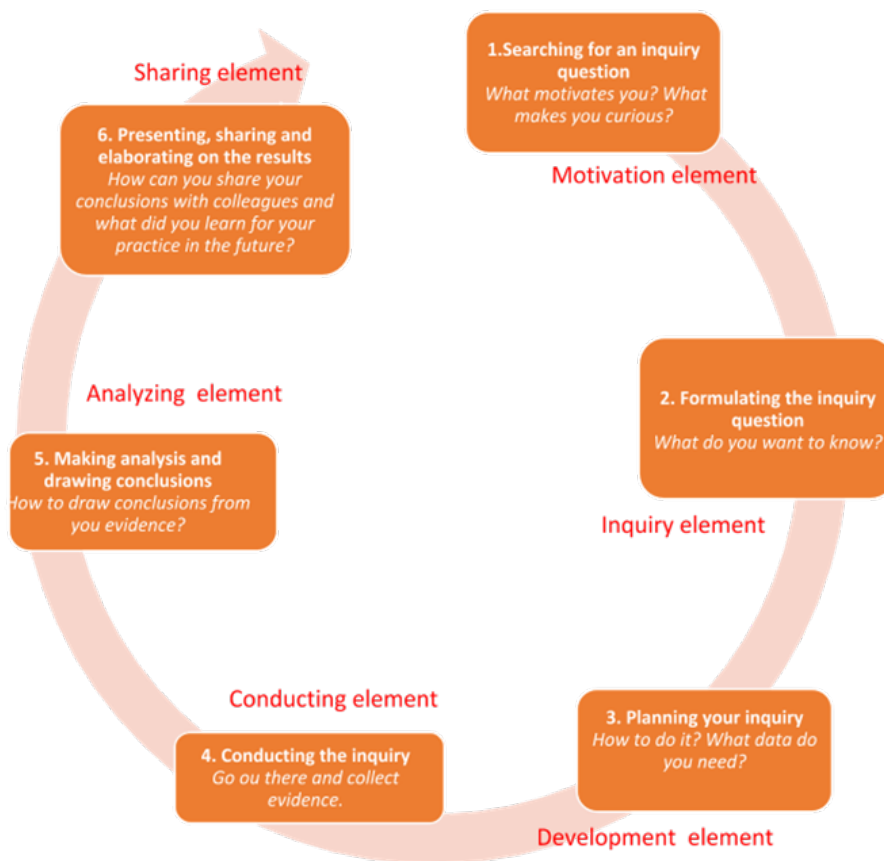 1.Searching for an inquiry
question
What motivates you? What
makes you curious?
Motivation element
2. Formulating the inquiry
question
What do you want to know?
Inquiry element
3. Planning your inquiry
How to do it? What data do
you need?
Development element
4. Conducting the inquiry
Go ou there and collect
evidence.
Conducting element
5. Making analysis and
drawing conclusions
How to draw conclusions from
you evidence?
Analyzing element
6. Presenting, sharing and
elaborating on the results
How can you share your
conclusions with colleagues and
what did you learn for your
practice in the future?
Sharing element